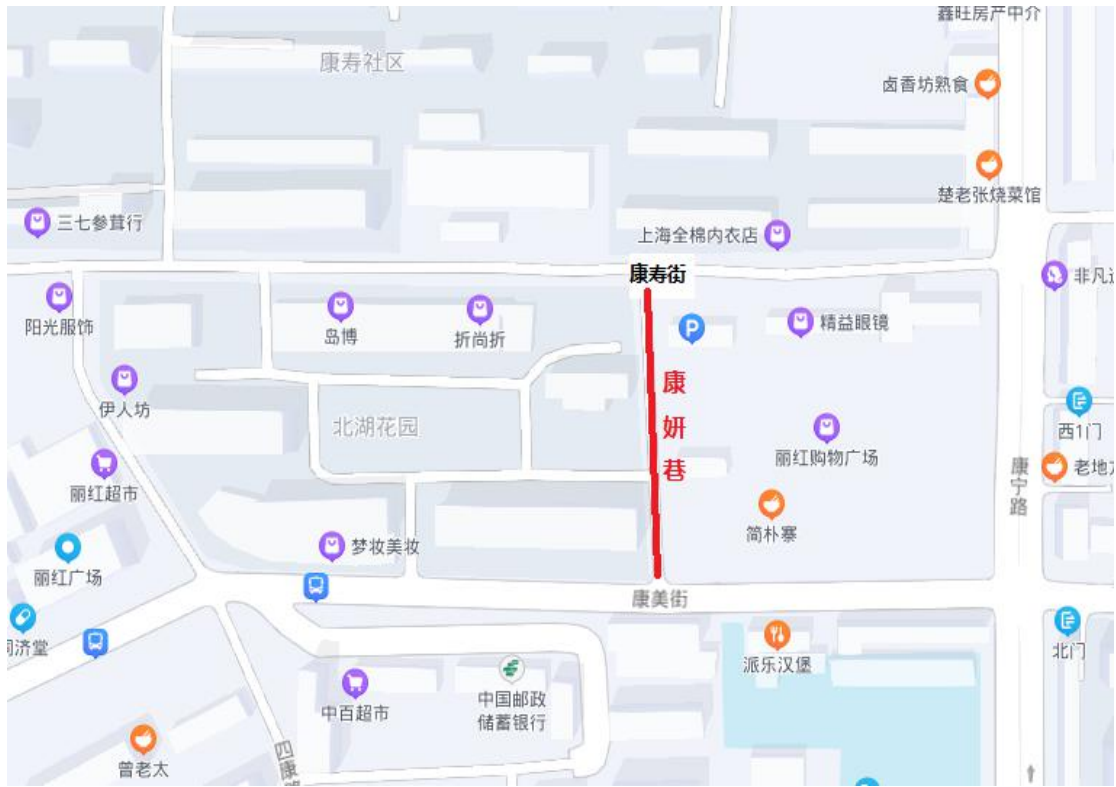 鑫旺房产中介
康寿社区
卤香坊熟食
楚老张烧菜馆
三七参茸行
上海全棉内衣店
康寿街
非凡
阳光服饰
岛博
折尚折
P
精益眼镜
康
妍
巷
伊人坊
北湖花园
丽红购物广场
西1门
老地
康
宁
路
丽红超市
简朴寨
梦妆美妆
丽红广场
康美街
同济堂
派乐汉堡
北门
中百超市
中国邮政
储蓄银行
四
康
曾老太